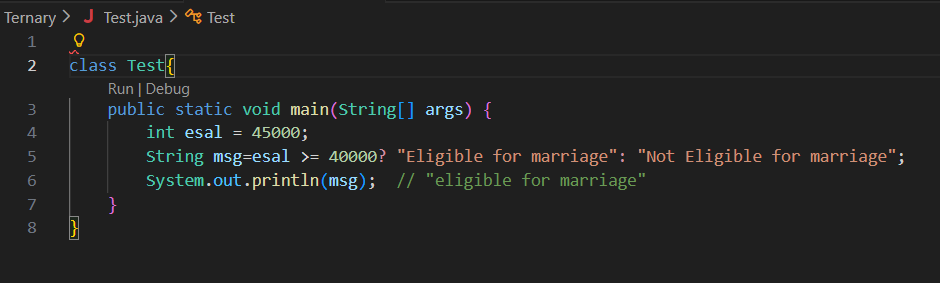 Ternary > J Test.java > Test
1
2 class Test{
Run | Debug
3 public static void main(String[] args) {
4 int esal = 45000;
5 String msg=esal >= 40000? "Eligible for marriage": "Not Eligible for marriage";
6 System.out.println(msg);  // "eligible for marriage"
7 }
8 }